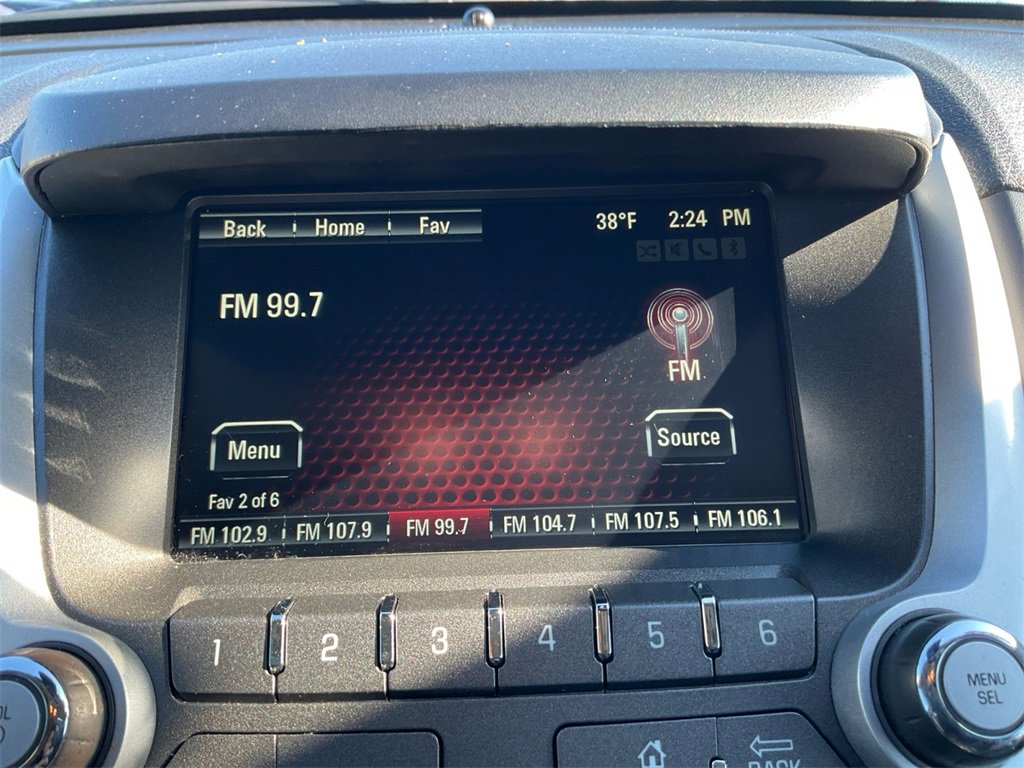 Back Home Fav 38°F 2:24 PM
FM 99.7
FM
Menu Source
Fav 2 of 6
FM 102.9 FM 107.9 FM 99.7 FM 104.7 FM 107.5 FM 106.1
1 2 3 4 5 6
MENU
SEL
BACK